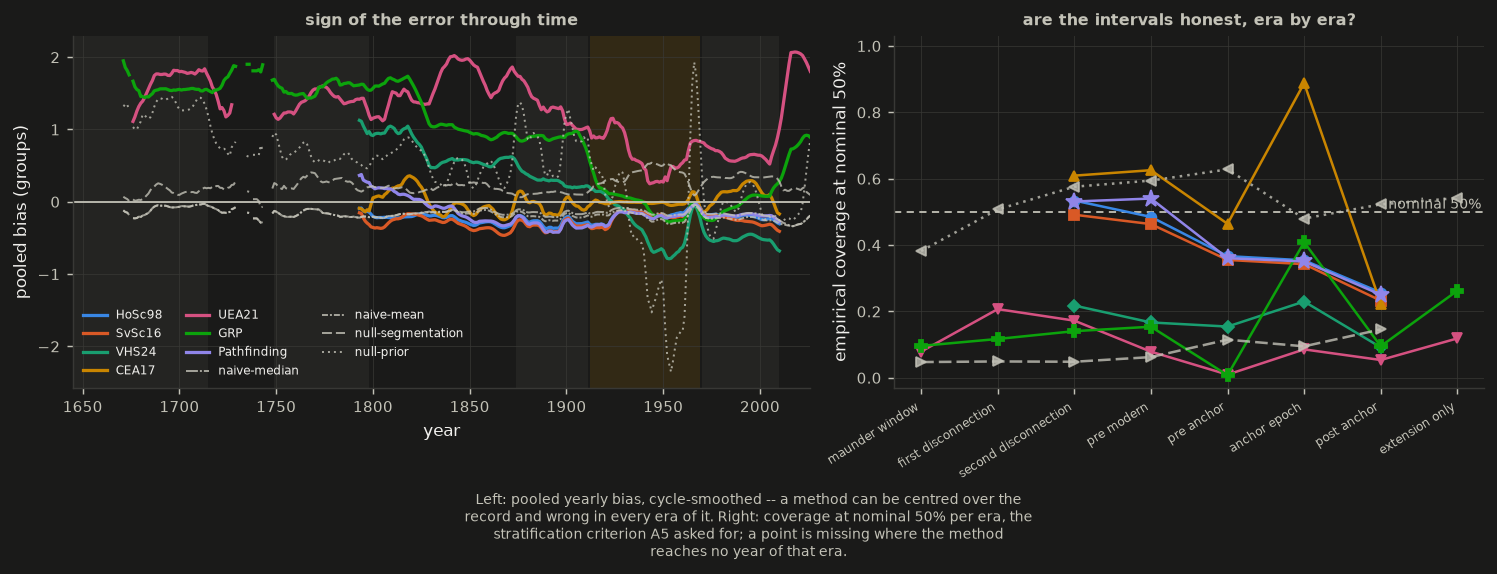 sign of the error through time
pooled bias (groups)
2
1
0
−1
−2
HoSc98
SvSc16
VHS24
CEA17
UEA21
GRP
Pathfinding
naive-median
naive-mean
null-segmentation
null-prior
1650
1700
1750
1800
1850
1900
1950
2000
year
are the intervals honest, era by era?
empirical coverage at nominal 50%
1.0
0.8
0.6
0.4
0.2
0.0
nominal 50%
maunder window
first disconnection
second disconnection
pre modern
pre anchor
anchor epoch
post anchor
extension only
Left: pooled yearly bias, cycle-smoothed -- a method can be centred over the
record and wrong in every era of it. Right: coverage at nominal 50% per era, the
stratification criterion A5 asked for; a point is missing where the method
reaches no year of that era.